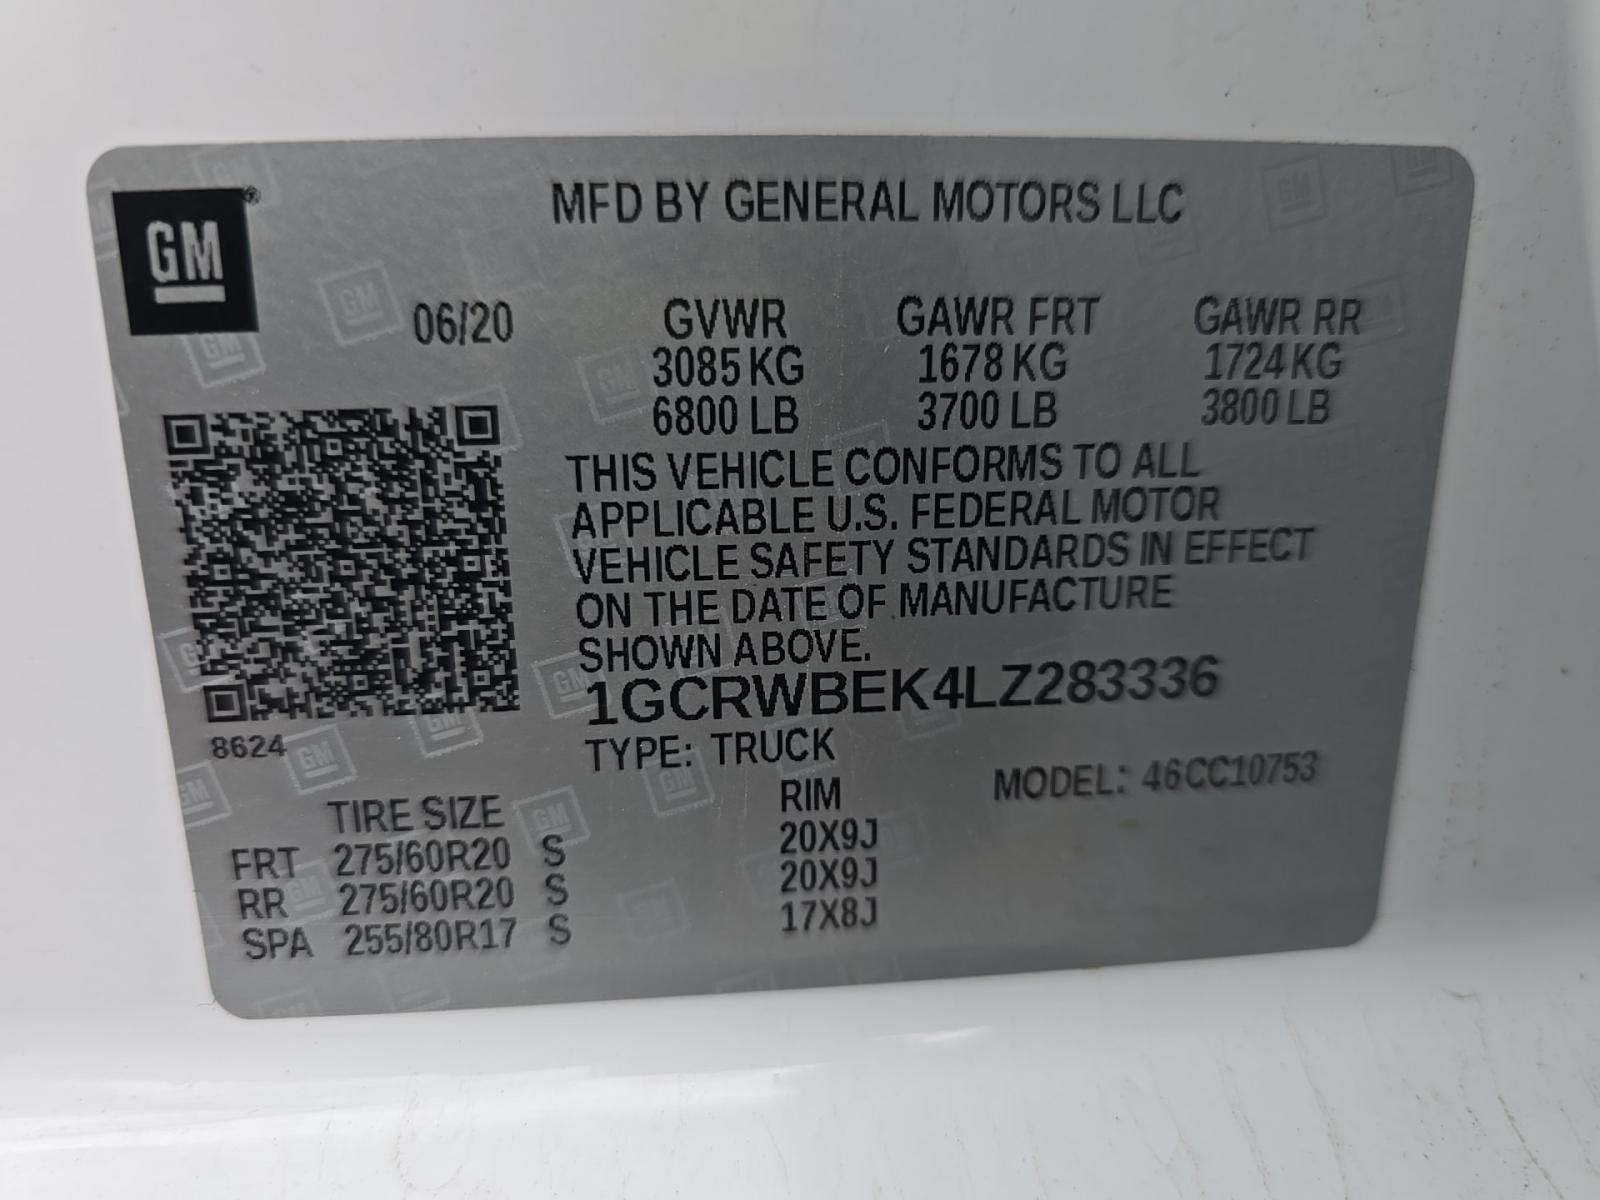 GM
MFD BY GENERAL MOTORS LLC
06/20 GVWR GAWR FRT GAWR RR
3085 KG 1678 KG 1724 KG
6800 LB 3700 LB 3800 LB
THIS VEHICLE CONFORMS TO ALL
APPLICABLE U.S. FEDERAL MOTOR
VEHICLE SAFETY STANDARDS IN EFFECT
ON THE DATE OF MANUFACTURE
SHOWN ABOVE.
1GCRWBEK4LZ283336
8624
TYPE: TRUCK
MODEL: 46CC10753
TIRE SIZE RIM
FRT 275/60R20 S 20X9J
RR 275/60R20 S 20X9J
SPA 255/80R17 S 17X8J